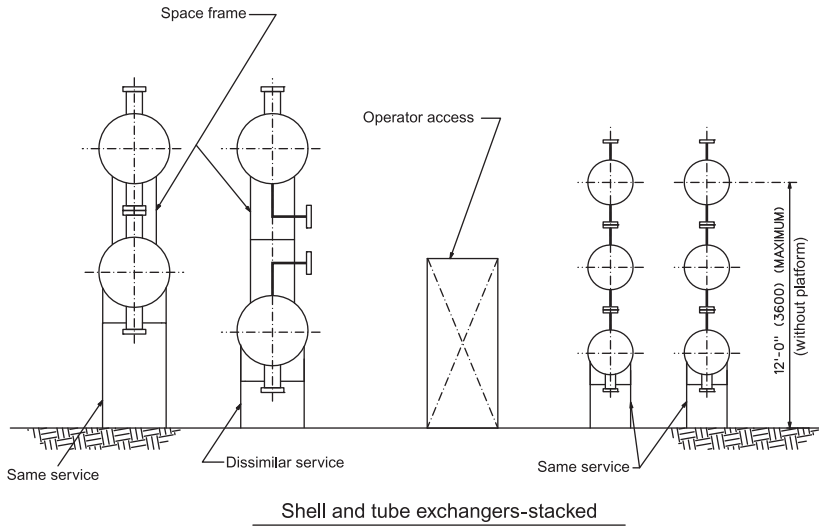 Space frame
Operator access
12'-0" (3600) (MAXIMUM)
(without platform)
Same service
Dissimilar service
Same service
Shell and tube exchangers-stacked